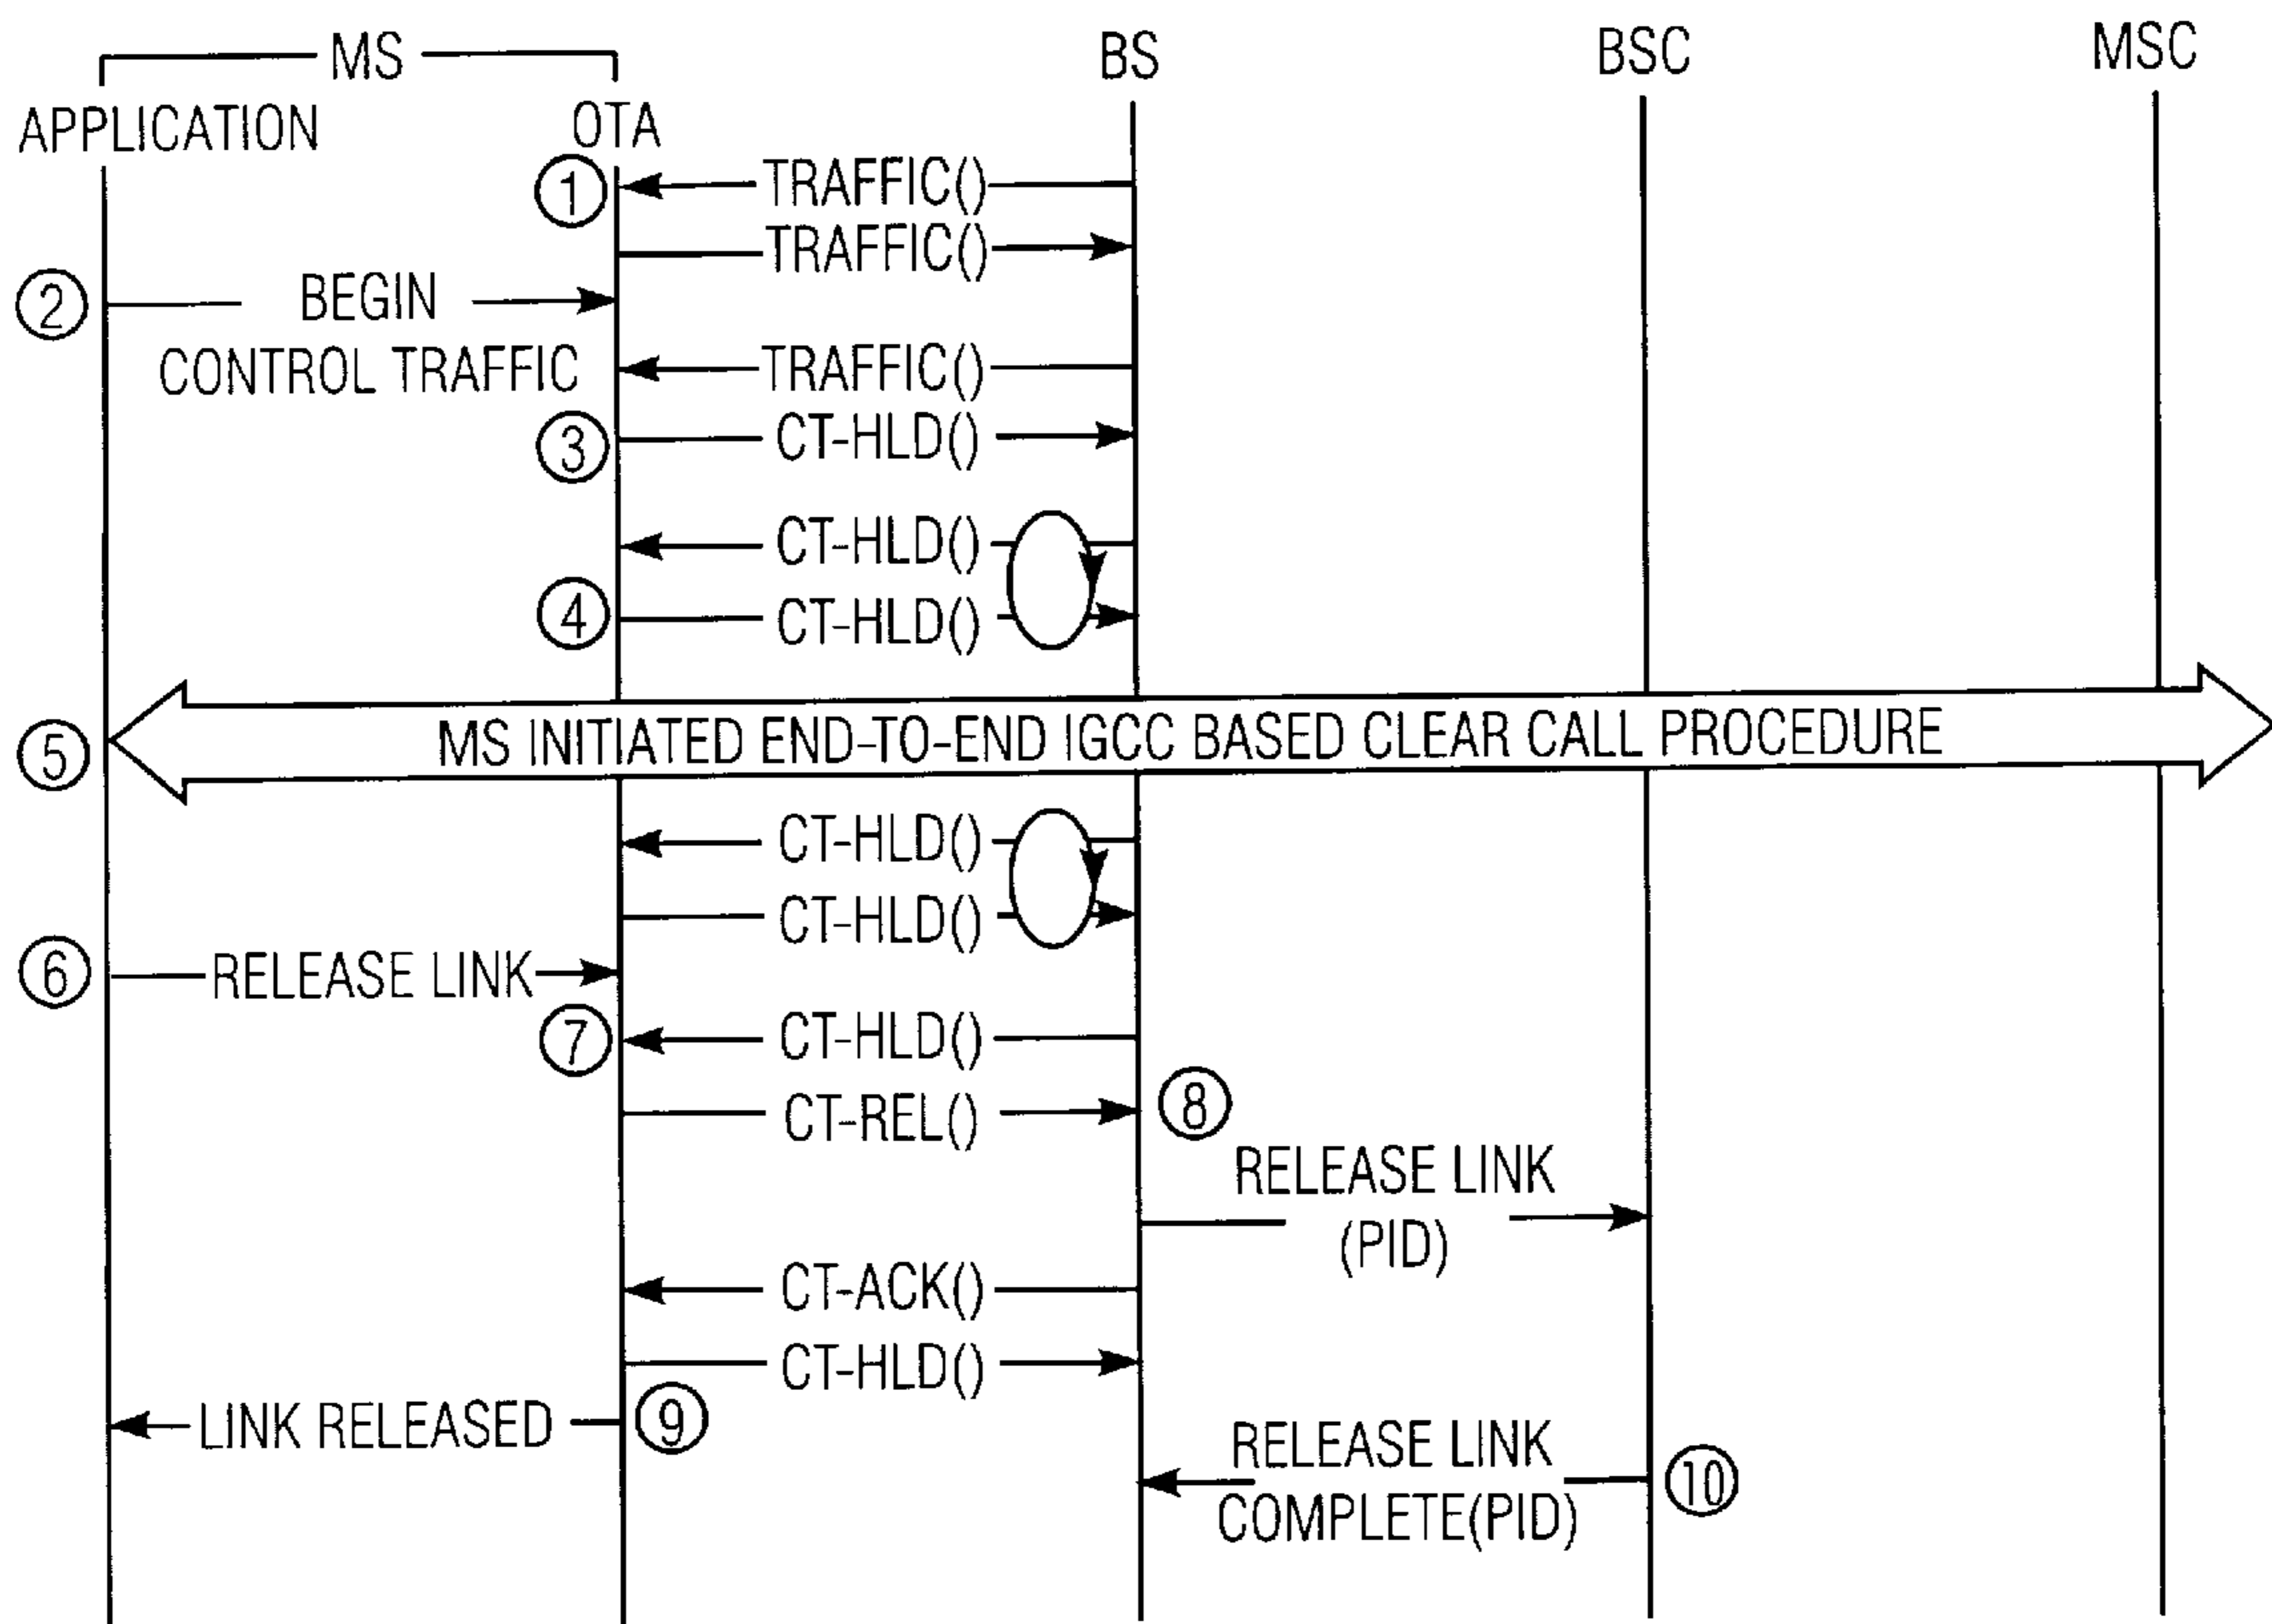 MS BS BSC MSC
APPLICATION OTA
① TRAFFIC()
TRAFFIC()
② BEGIN
CONTROL TRAFFIC TRAFFIC()
③ CT-HLD()
CT-HLD()
④ CT-HLD()
⑤ MS INITIATED END-TO-END IGCC BASED CLEAR CALL PROCEDURE
CT-HLD()
CT-HLD()
⑥ RELEASE LINK
⑦ CT-HLD()
CT-REL() ⑧
RELEASE LINK
(PID)
CT-ACK()
CT-HLD()
LINK RELEASED ⑨
RELEASE LINK
COMPLETE(PID) ⑩